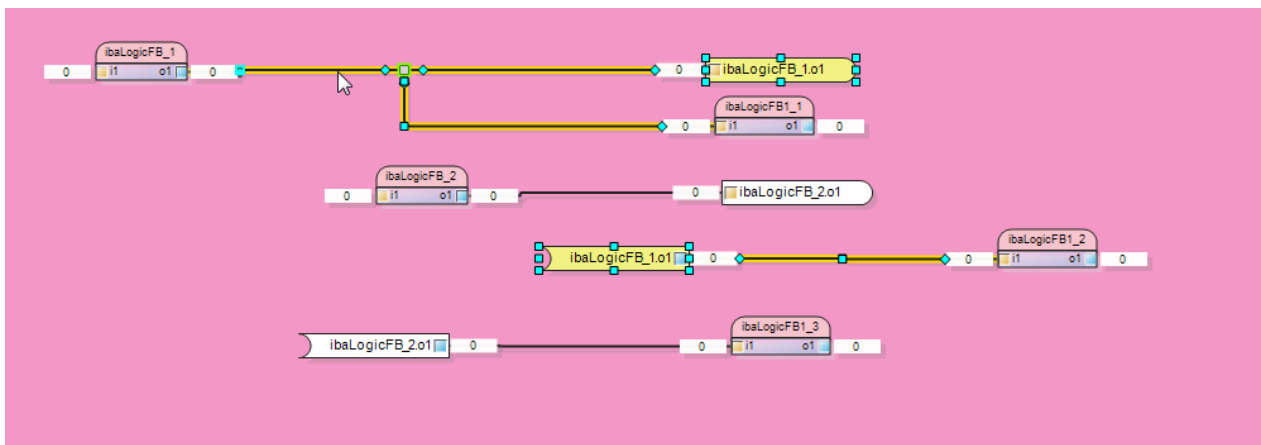 ibaLogicFB_1
0 i1 o1 0 0 ibaLogicFB_1.o1
ibaLogicFB1_1
0 i1 o1 0
ibaLogicFB_2
0 i1 o1 0 0 ibaLogicFB_2.o1
ibaLogicFB1_2
ibaLogicFB_1.o1 0 0 i1 o1 0
ibaLogicFB1_3
ibaLogicFB_2.o1 0 0 i1 o1 0